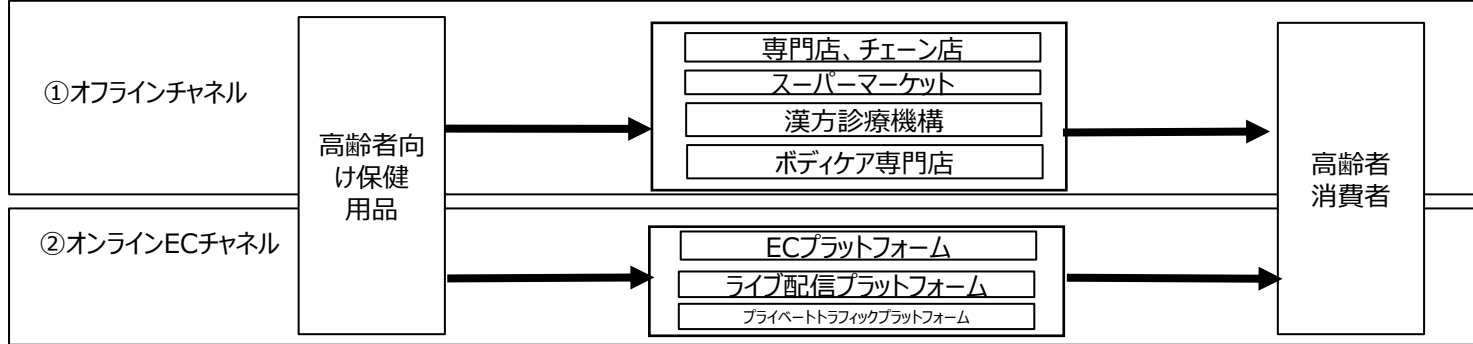 ①オフラインチャネル
高齢者向
け保健
用品
専門店、チェーン店
スーパーマーケット
漢方診療機構
ボディケア専門店
高齢者
消費者
②オンラインECチャネル
ECプラットフォーム
ライブ配信プラットフォーム
プライベートトラフィックプラットフォーム